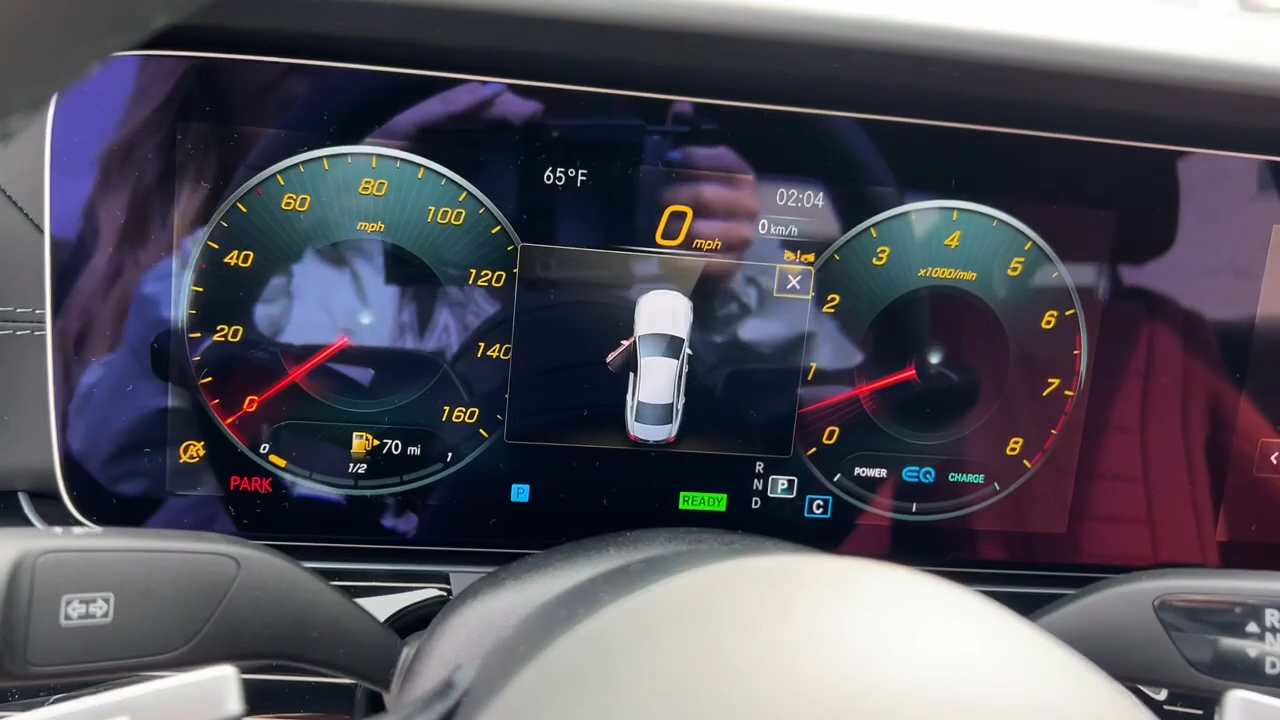 65°F
02:04
0 mph
0 km/h
80
60
100
mph
40
120
20
140
0
160
0
70 mi
1/2
1
PARK
P
READY
R
N
D
P
C
4
3
5
x1000/min
2
6
1
7
0
8
POWER EQ CHARGE
R
N
D